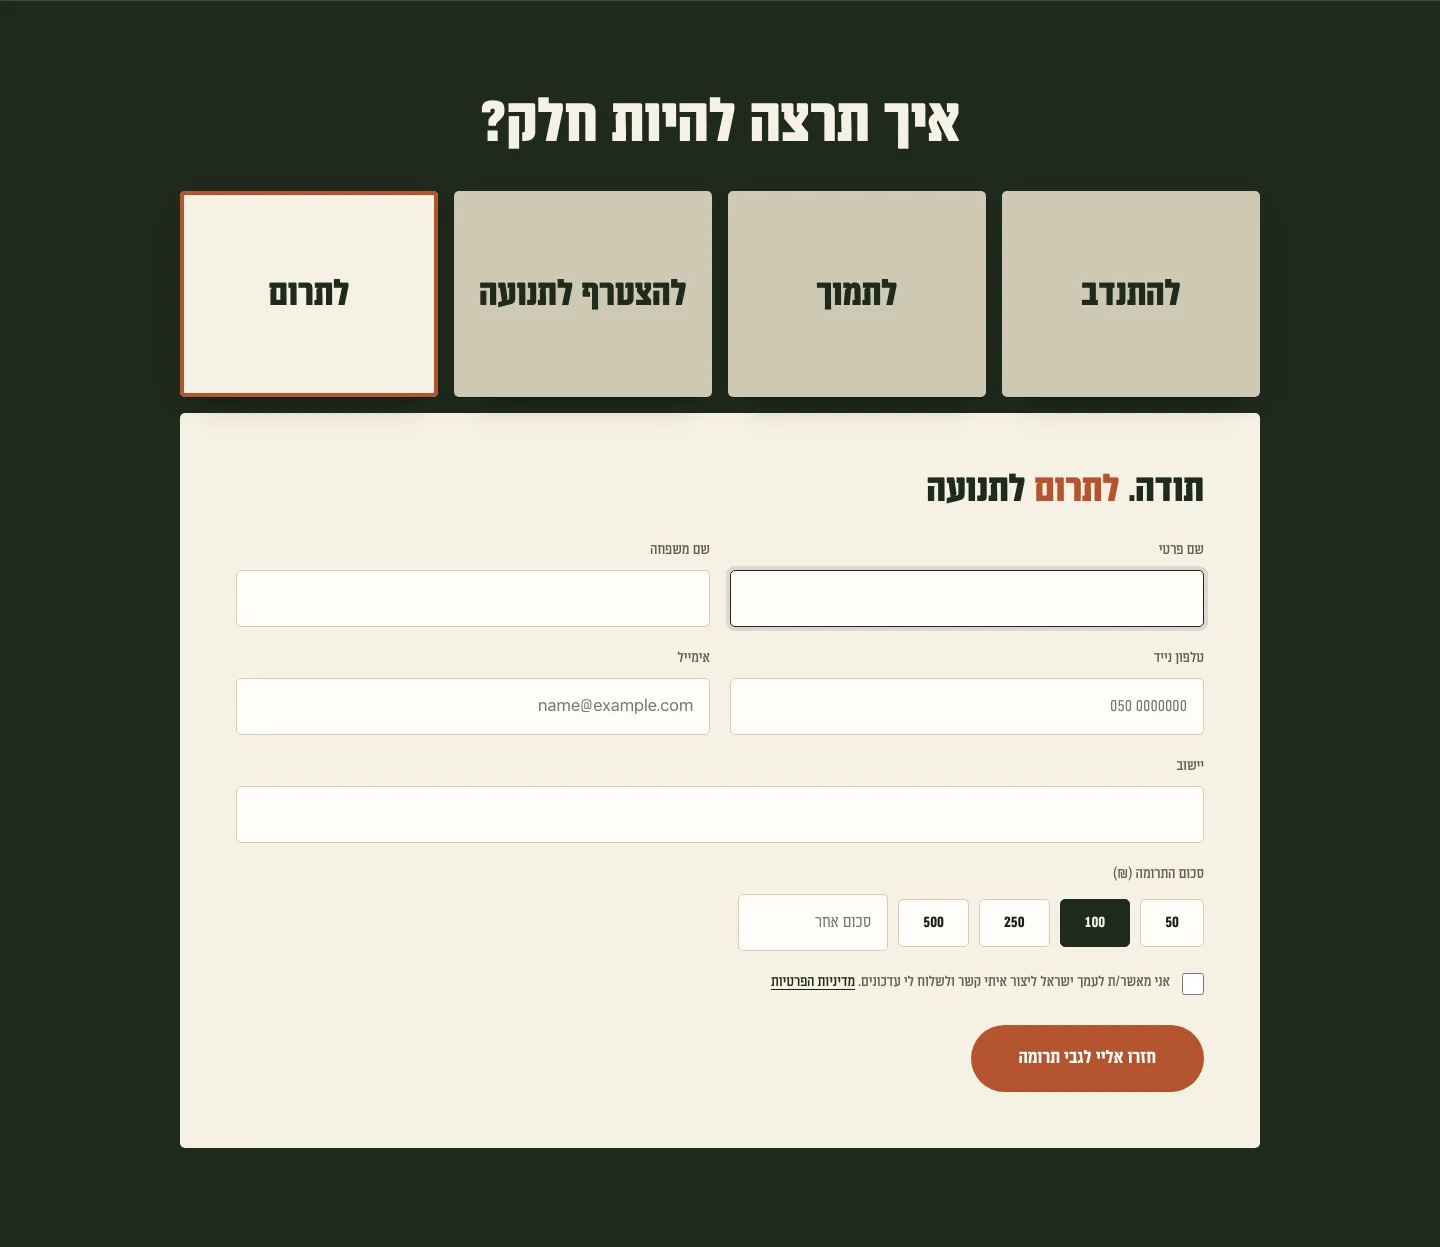 איך תרצה להיות חלק?
להתנדב
לתמוך
להצטרף לתנועה
לתרום
תודה. לתרום לתנועה
שם פרטי
שם משפחה
טלפון נייד
אימייל
050 0000000
name@example.com
יישוב
סכום התרומה (₪)
50
100
250
500
סכום אחר
אני מאשר/ת לעמך ישראל ליצור איתי קשר ולשלוח לי עדכונים. מדיניות הפרטיות
חזרו אליי לגבי תרומה